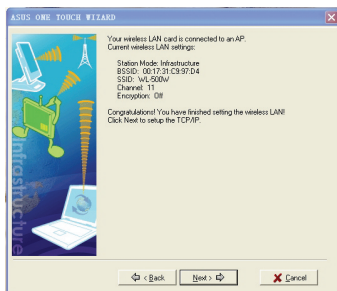 ASUS ONE TOUCH WIZARD
Your wireless LAN card is connected to an AP.
Current wireless LAN settings:
Station Mode: Infrastructure
BSSID: 00:17:31:C9:97:D4
SSID: WL-500W
Channel: 11
Encryption: Off
Congratulations! You have finished setting the wireless LAN!
Click Next to setup the TCP/IP.
Infrastructure
< Back
Next >
Cancel